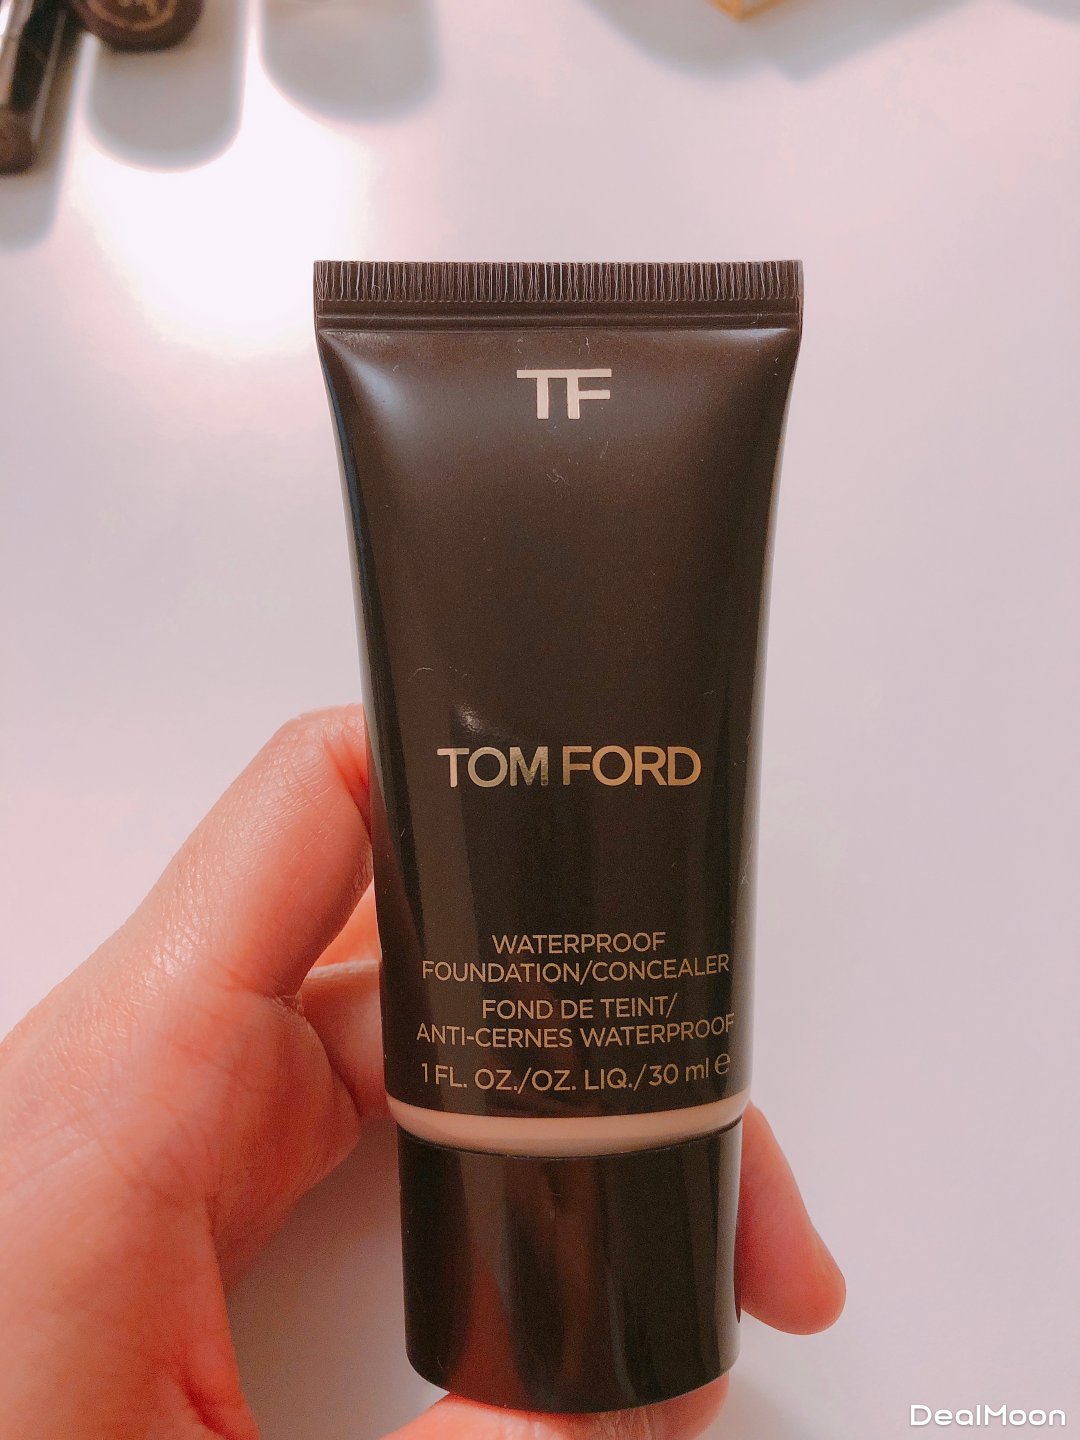 TF
TOM FORD
WATERPROOF
FOUNDATION/CONCEALER
FOND DE TEINT/
ANTI-CERNES WATERPROOF
1 FL. OZ./OZ. LIQ./30 ml ℮
DealMoon